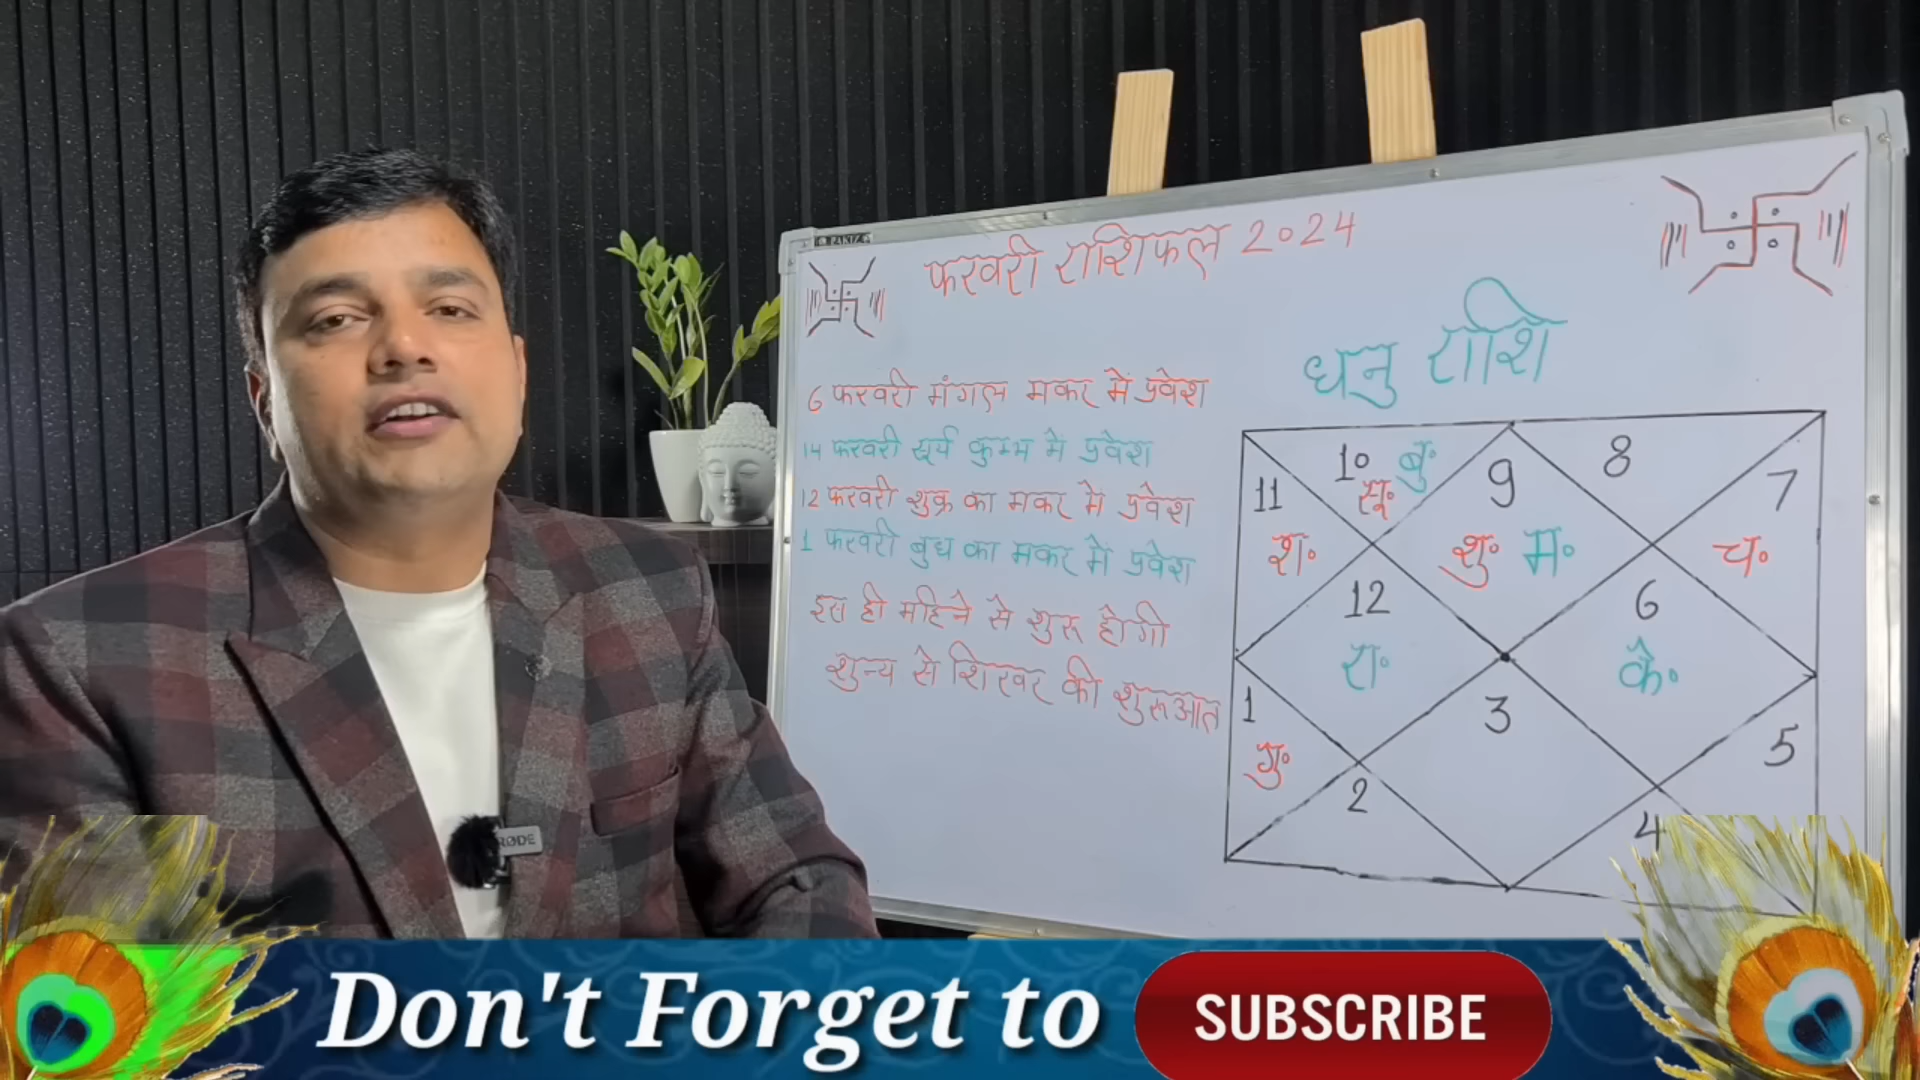 PARTZ
फरवरी राशिफल 2024
धनु राशि
6 फरवरी मंगल मकर में प्रवेश
14 फरवरी सूर्य कुम्भ मे प्रवेश
12 फरवरी शुक्र का मकर मे प्रवेश
1 फरवरी बुध का मकर में प्रवेश
इस ही महिने से शुरू होगी
शुन्य से शिखर की शुरूआत
10 बु॰ 9 8
11 सू॰ 7
श॰ शु॰ म॰ च॰
12 6
रा॰ के॰
1 3
गु॰ 5
2 4
RØDE
Don't Forget to SUBSCRIBE